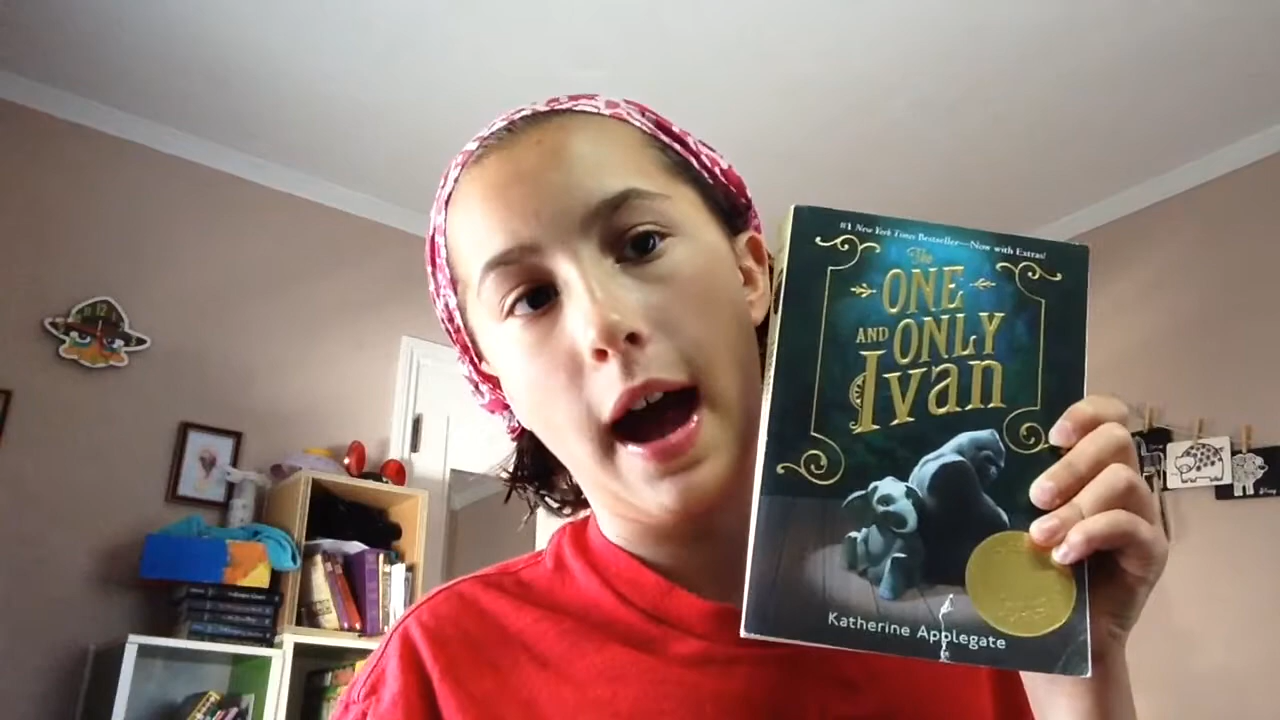 #1 New York Times Bestseller—Now with Extras!
The
ONE
AND ONLY
Ivan
Katherine Applegate